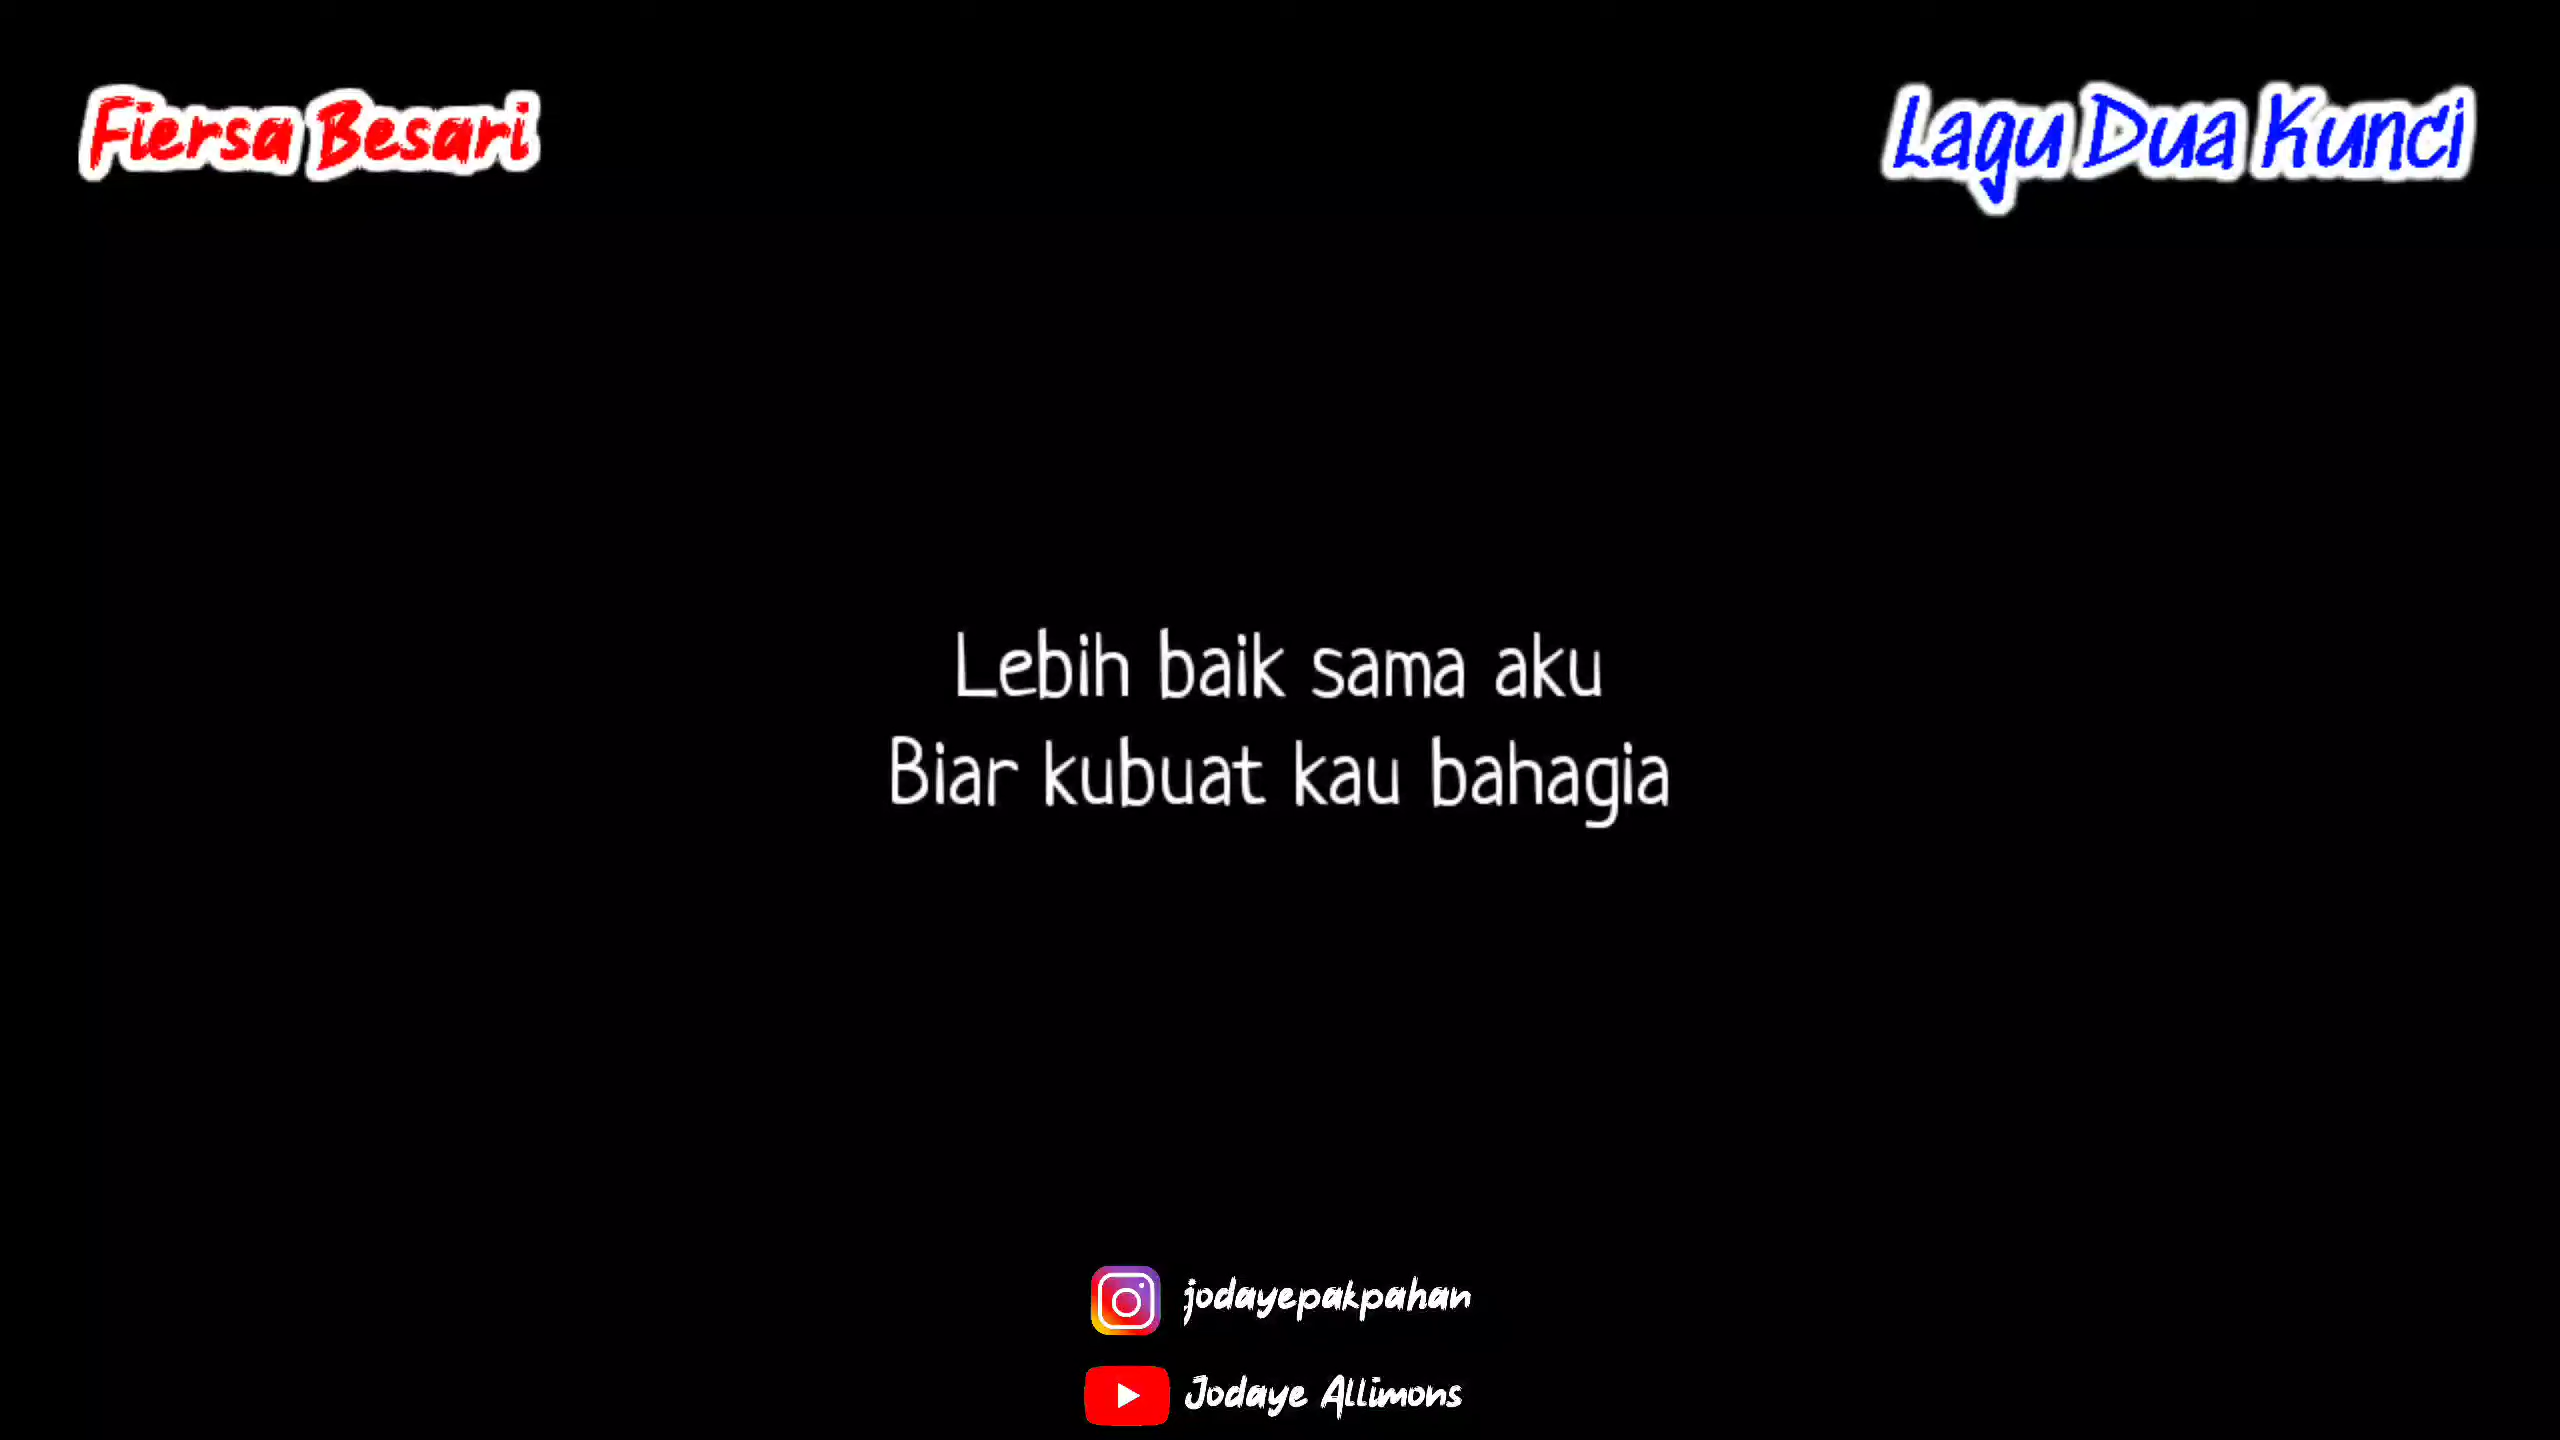 Fiersa Besari
Lagu Dua Kunci
Lebih baik sama aku
Biar kubuat kau bahagia
jodayepakpahan
Jodaye Allimons